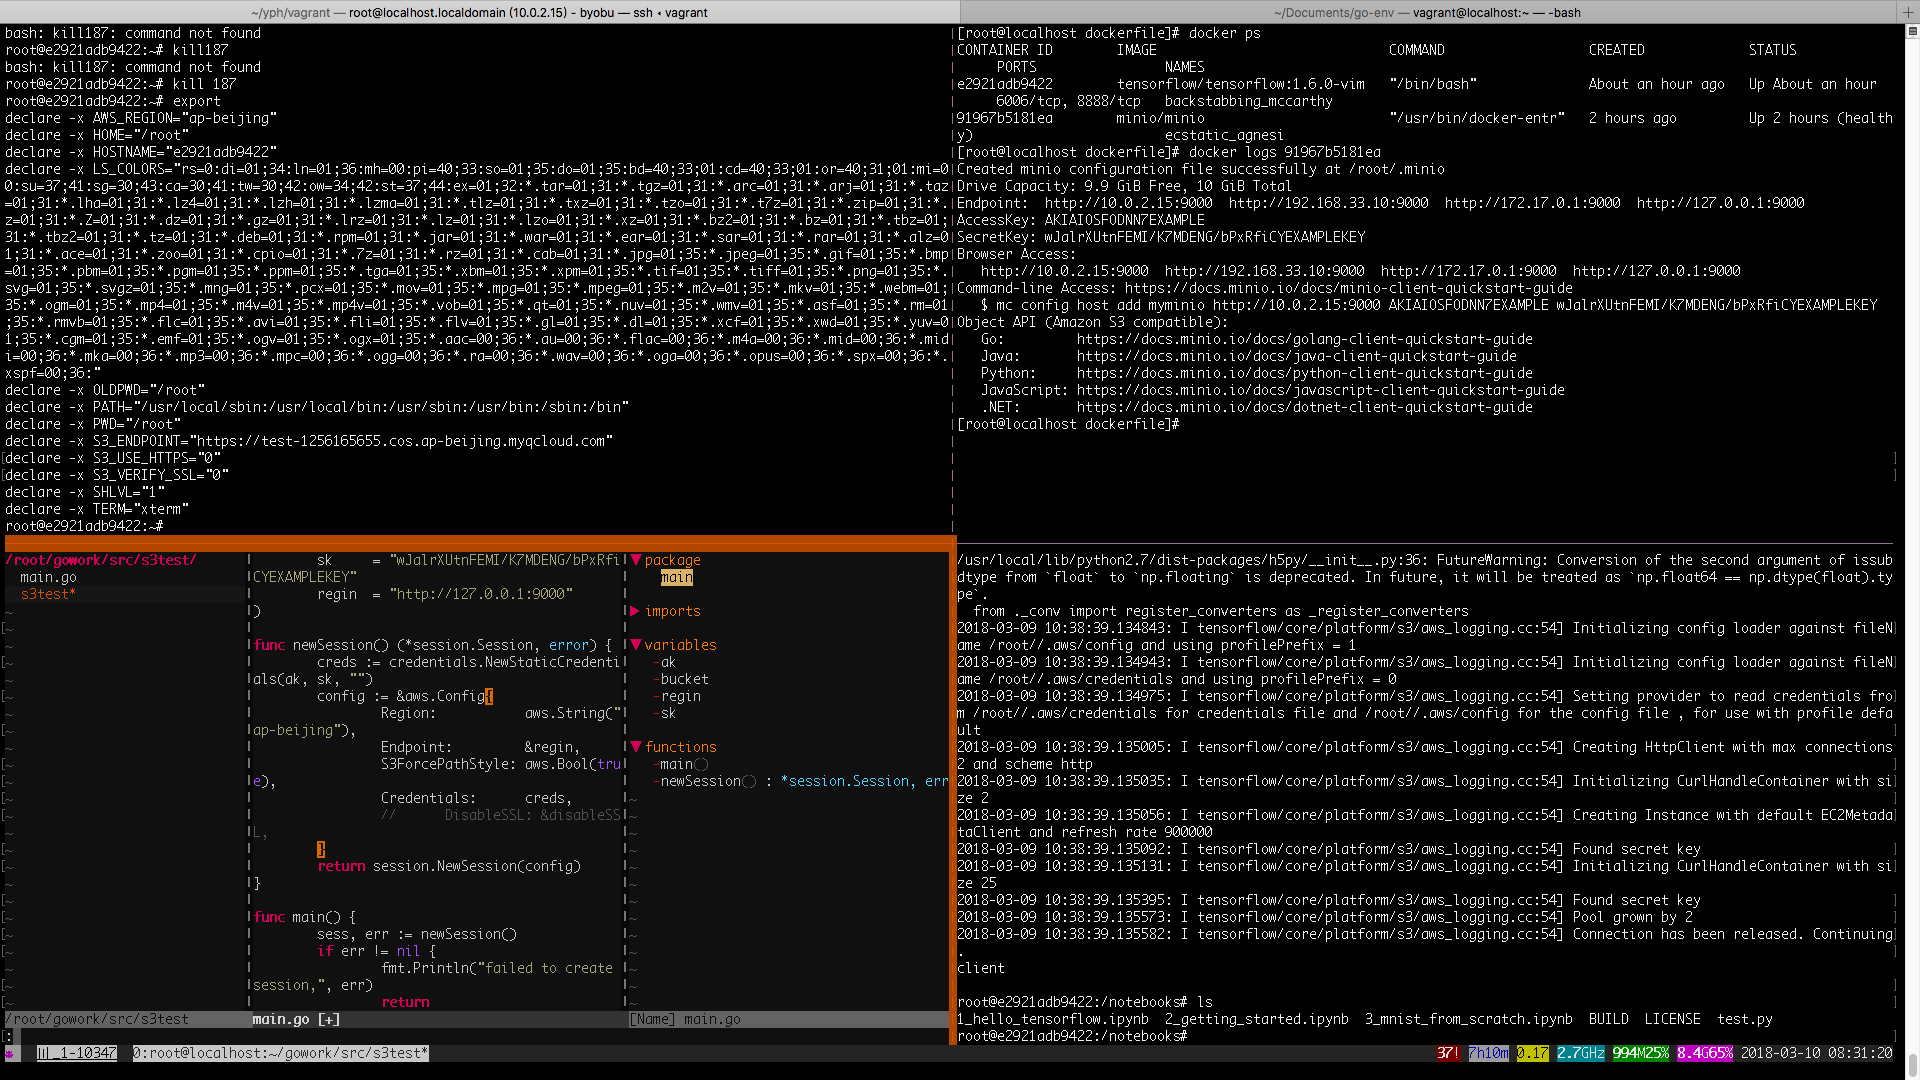 ~/yph/vagrant — root@localhost.localdomain (10.0.2.15) - byobu — ssh ◂ vagrant
~/Documents/go-env — vagrant@localhost:~ — -bash
bash: kill187: command not found
root@e2921adb9422:~# kill187
bash: kill187: command not found
root@e2921adb9422:~# kill 187
root@e2921adb9422:~# export
declare -x AWS_REGION="ap-beijing"
declare -x HOME="/root"
declare -x HOSTNAME="e2921adb9422"
declare -x LS_COLORS="rs=0:di=01;34:ln=01;36:mh=00:pi=40;33:so=01;35:do=01;35:bd=40;33;01:cd=40;33;01:or=40;31;01:mi=0
0:su=37;41:sg=30;43:ca=30;41:tw=30;42:ow=34;42:st=37;44:ex=01;32:*.tar=01;31:*.tgz=01;31:*.arc=01;31:*.arj=01;31:*.taz
=01;31:*.lha=01;31:*.lz4=01;31:*.lzh=01;31:*.lzma=01;31:*.tlz=01;31:*.txz=01;31:*.tzo=01;31:*.t7z=01;31:*.zip=01;31:*.
z=01;31:*.Z=01;31:*.dz=01;31:*.gz=01;31:*.lrz=01;31:*.lz=01;31:*.lzo=01;31:*.xz=01;31:*.bz2=01;31:*.bz=01;31:*.tbz=01;
31:*.tbz2=01;31:*.tz=01;31:*.deb=01;31:*.rpm=01;31:*.jar=01;31:*.war=01;31:*.ear=01;31:*.sar=01;31:*.rar=01;31:*.alz=0
1;31:*.ace=01;31:*.zoo=01;31:*.cpio=01;31:*.7z=01;31:*.rz=01;31:*.cab=01;31:*.jpg=01;35:*.jpeg=01;35:*.gif=01;35:*.bmp
=01;35:*.pbm=01;35:*.pgm=01;35:*.ppm=01;35:*.tga=01;35:*.xbm=01;35:*.xpm=01;35:*.tif=01;35:*.tiff=01;35:*.png=01;35:*.
svg=01;35:*.svgz=01;35:*.mng=01;35:*.pcx=01;35:*.mov=01;35:*.mpg=01;35:*.mpeg=01;35:*.m2v=01;35:*.mkv=01;35:*.webm=01;
35:*.ogm=01;35:*.mp4=01;35:*.m4v=01;35:*.mp4v=01;35:*.vob=01;35:*.qt=01;35:*.nuv=01;35:*.wmv=01;35:*.asf=01;35:*.rm=01
;35:*.rmvb=01;35:*.flc=01;35:*.avi=01;35:*.fli=01;35:*.flv=01;35:*.gl=01;35:*.dl=01;35:*.xcf=01;35:*.xwd=01;35:*.yuv=0
1;35:*.cgm=01;35:*.emf=01;35:*.ogv=01;35:*.ogx=01;35:*.aac=00;36:*.au=00;36:*.flac=00;36:*.m4a=00;36:*.mid=00;36:*.mid
i=00;36:*.mka=00;36:*.mp3=00;36:*.mpc=00;36:*.ogg=00;36:*.ra=00;36:*.wav=00;36:*.oga=00;36:*.opus=00;36:*.spx=00;36:*.
xspf=00;36:"
declare -x OLDPWD="/root"
declare -x PATH="/usr/local/sbin:/usr/local/bin:/usr/sbin:/usr/bin:/sbin:/bin"
declare -x PWD="/root"
declare -x S3_ENDPOINT="https://test-1256165655.cos.ap-beijing.myqcloud.com"
declare -x S3_USE_HTTPS="0"
declare -x S3_VERIFY_SSL="0"
declare -x SHLVL="1"
declare -x TERM="xterm"
root@e2921adb9422:~#
[root@localhost dockerfile]# docker ps
CONTAINER ID IMAGE COMMAND CREATED STATUS
PORTS NAMES
e2921adb9422 tensorflow/tensorflow:1.6.0-vim "/bin/bash" About an hour ago Up About an hour
6006/tcp, 8888/tcp backstabbing_mccarthy
91967b5181ea minio/minio "/usr/bin/docker-entr" 2 hours ago Up 2 hours (health
y) ecstatic_agnesi
[root@localhost dockerfile]# docker logs 91967b5181ea
Created minio configuration file successfully at /root/.minio
Drive Capacity: 9.9 GiB Free, 10 GiB Total
Endpoint: http://10.0.2.15:9000 http://192.168.33.10:9000 http://172.17.0.1:9000 http://127.0.0.1:9000
AccessKey: AKIAIOSFODNN7EXAMPLE
SecretKey: wJalrXUtnFEMI/K7MDENG/bPxRfiCYEXAMPLEKEY
Browser Access:
http://10.0.2.15:9000 http://192.168.33.10:9000 http://172.17.0.1:9000 http://127.0.0.1:9000
Command-line Access: https://docs.minio.io/docs/minio-client-quickstart-guide
$ mc config host add myminio http://10.0.2.15:9000 AKIAIOSFODNN7EXAMPLE wJalrXUtnFEMI/K7MDENG/bPxRfiCYEXAMPLEKEY
Object API (Amazon S3 compatible):
Go: https://docs.minio.io/docs/golang-client-quickstart-guide
Java: https://docs.minio.io/docs/java-client-quickstart-guide
Python: https://docs.minio.io/docs/python-client-quickstart-guide
JavaScript: https://docs.minio.io/docs/javascript-client-quickstart-guide
.NET: https://docs.minio.io/docs/dotnet-client-quickstart-guide
[root@localhost dockerfile]#
/root/gowork/src/s3test/
main.go
s3test*
sk = "wJalrXUtnFEMI/K7MDENG/bPxRfi
CYEXAMPLEKEY"
regin = "http://127.0.0.1:9000"
)
func newSession() (*session.Session, error) {
creds := credentials.NewStaticCredenti
als(ak, sk, "")
config := &aws.Config{
Region: aws.String("
ap-beijing"),
Endpoint: &regin,
S3ForcePathStyle: aws.Bool(tru
e),
Credentials: creds,
// DisableSSL: &disableSS
L,
}
return session.NewSession(config)
}
func main() {
sess, err := newSession()
if err != nil {
fmt.Println("failed to create
session,", err)
return
▼ package
main
▶ imports
▼ variables
-ak
-bucket
-regin
-sk
▼ functions
-main()
-newSession() : *session.Session, err
/root/gowork/src/s3test
main.go [+]
[Name] main.go
:
/usr/local/lib/python2.7/dist-packages/h5py/__init__.py:36: FutureWarning: Conversion of the second argument of issub
dtype from `float` to `np.floating` is deprecated. In future, it will be treated as `np.float64 == np.dtype(float).ty
pe`.
from ._conv import register_converters as _register_converters
2018-03-09 10:38:39.134843: I tensorflow/core/platform/s3/aws_logging.cc:54] Initializing config loader against fileN
ame /root//.aws/config and using profilePrefix = 1
2018-03-09 10:38:39.134943: I tensorflow/core/platform/s3/aws_logging.cc:54] Initializing config loader against fileN
ame /root//.aws/credentials and using profilePrefix = 0
2018-03-09 10:38:39.134975: I tensorflow/core/platform/s3/aws_logging.cc:54] Setting provider to read credentials fro
m /root//.aws/credentials for credentials file and /root//.aws/config for the config file , for use with profile defa
ult
2018-03-09 10:38:39.135005: I tensorflow/core/platform/s3/aws_logging.cc:54] Creating HttpClient with max connections
2 and scheme http
2018-03-09 10:38:39.135035: I tensorflow/core/platform/s3/aws_logging.cc:54] Initializing CurlHandleContainer with si
ze 2
2018-03-09 10:38:39.135056: I tensorflow/core/platform/s3/aws_logging.cc:54] Creating Instance with default EC2Metada
taClient and refresh rate 900000
2018-03-09 10:38:39.135092: I tensorflow/core/platform/s3/aws_logging.cc:54] Found secret key
2018-03-09 10:38:39.135131: I tensorflow/core/platform/s3/aws_logging.cc:54] Initializing CurlHandleContainer with si
ze 25
2018-03-09 10:38:39.135395: I tensorflow/core/platform/s3/aws_logging.cc:54] Found secret key
2018-03-09 10:38:39.135573: I tensorflow/core/platform/s3/aws_logging.cc:54] Pool grown by 2
2018-03-09 10:38:39.135582: I tensorflow/core/platform/s3/aws_logging.cc:54] Connection has been released. Continuing
.
client
root@e2921adb9422:/notebooks# ls
1_hello_tensorflow.ipynb 2_getting_started.ipynb 3_mnist_from_scratch.ipynb BUILD LICENSE test.py
root@e2921adb9422:/notebooks#
_1-10347 0:root@localhost:~/gowork/src/s3test* 37! 7h10m 0.17 2.7GHz 994M25% 8.4G65% 2018-03-10 08:31:20